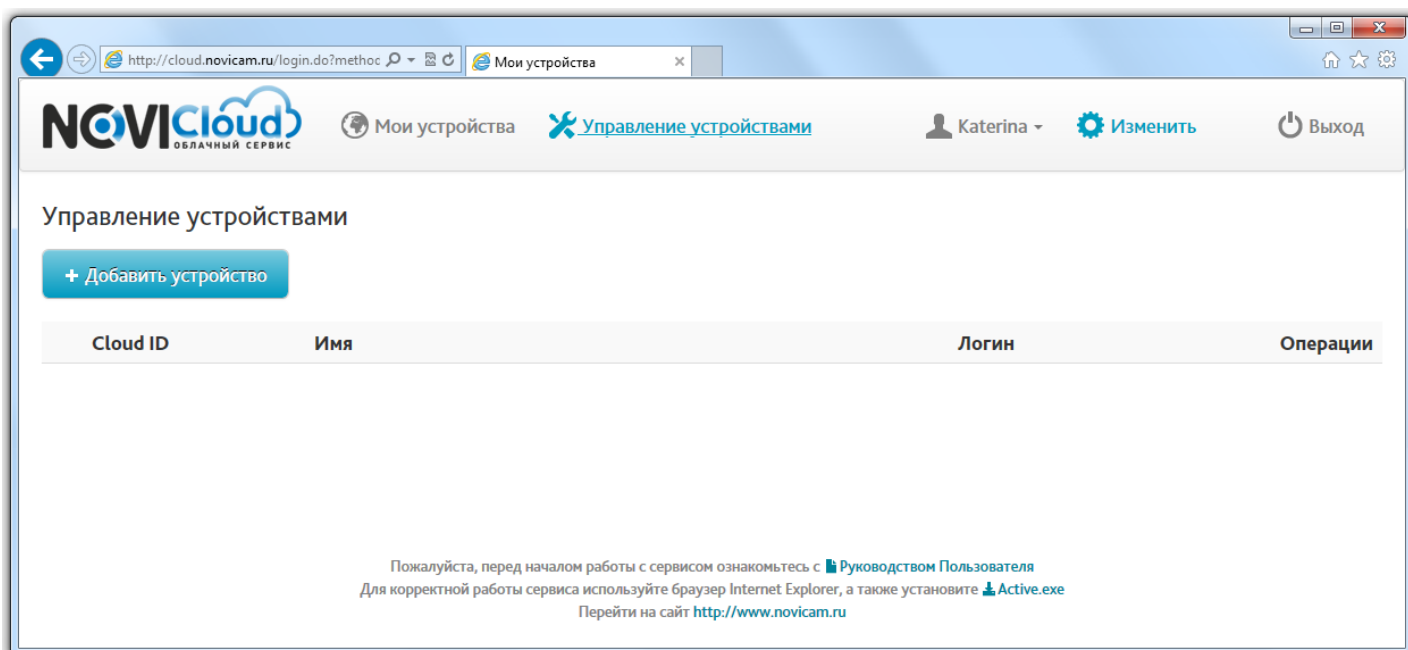 http://cloud.novicam.ru/login.do?methoc
Мои устройства
NOVICloud
ОБЛАЧНЫЙ СЕРВИС
Мои устройства Управление устройствами Katerina Изменить Выход
Управление устройствами
+ Добавить устройство
Cloud ID Имя Логин Операции
Пожалуйста, перед началом работы с сервисом ознакомьтесь с Руководством Пользователя
Для корректной работы сервиса используйте браузер Internet Explorer, а также установите Active.exe
Перейти на сайт http://www.novicam.ru